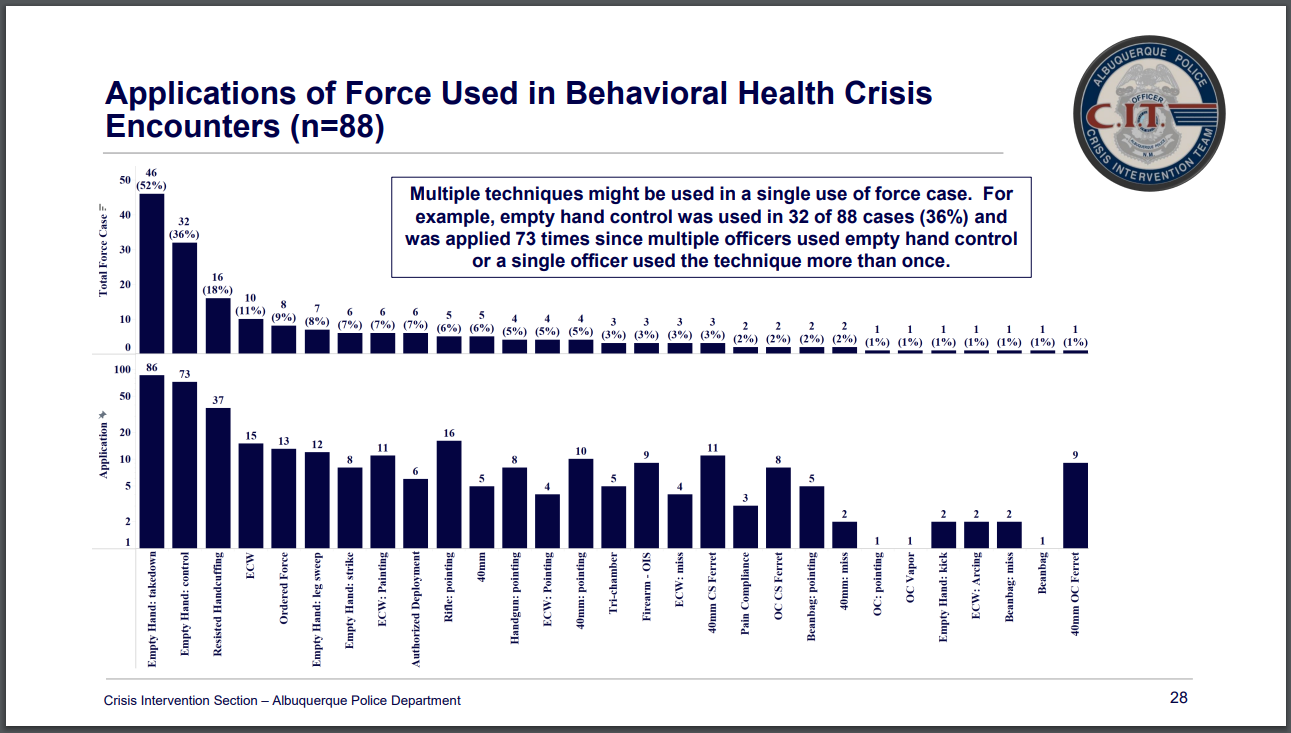 Applications of Force Used in Behavioral Health Crisis
Encounters (n=88)
ALBUQUERQUE POLICE
OFFICER
C.I.T.
CRISIS INTERVENTION TEAM
Multiple techniques might be used in a single use of force case. For
example, empty hand control was used in 32 of 88 cases (36%) and
was applied 73 times since multiple officers used empty hand control
or a single officer used the technique more than once.
Total Force Case
50
40
30
20
10
0
46
(52%)
32
(36%)
16
(18%)
10
(11%)
8
(9%)
7
(8%)
6
(7%)
6
(7%)
6
(7%)
5
(6%)
5
(6%)
4
(5%)
4
(5%)
4
(5%)
3
(3%)
3
(3%)
3
(3%)
3
(3%)
2
(2%)
2
(2%)
2
(2%)
2
(2%)
1
(1%)
1
(1%)
1
(1%)
1
(1%)
1
(1%)
1
(1%)
1
(1%)
Application
100
50
20
10
5
2
1
86
73
37
15
13
12
8
11
6
16
5
8
4
10
5
9
4
11
3
8
5
2
1
1
2
2
2
1
9
Empty Hand: takedown
Empty Hand: control
Resisted Handcuffing
ECW
Ordered Force
Empty Hand: leg sweep
Empty Hand: strike
ECW: Pointing
Authorized Deployment
Rifle: pointing
40mm
Handgun: pointing
ECW: Pointing
40mm: pointing
Tri-chamber
Firearm - OIS
ECW: miss
40mm CS Ferret
Pain Compliance
OC CS Ferret
Beanbag: pointing
40mm: miss
OC: pointing
OC Vapor
Empty Hand: kick
ECW: Arcing
Beanbag: miss
Beanbag
40mm OC Ferret
Crisis Intervention Section – Albuquerque Police Department
28